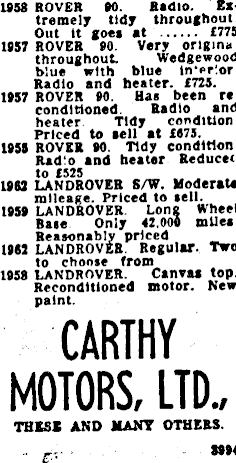 1958 ROVER 90. Radio. Ex-
tremely tidy throughout
Out it goes at ...... £775
1957 ROVER 90. Very origina
throughout. Wedgewood
blue with blue interior
Radio and heater. £725.
1957 ROVER 90. Has been re
conditioned. Radio and
heater. Tidy condition
Priced to sell at £675.
1955 ROVER 90. Tidy condition
Radio and heater Reduced
to £525
1962 LANDROVER S/W. Moderate
mileage. Priced to sell.
1959 LANDROVER. Long Wheel
Base Only 42,000 miles
Reasonably priced
1962 LANDROVER. Regular. Two
to choose from
1958 LANDROVER. Canvas top.
Reconditioned motor. New
paint.
CARTHY
MOTORS, LTD.,
THESE AND MANY OTHERS.
3994